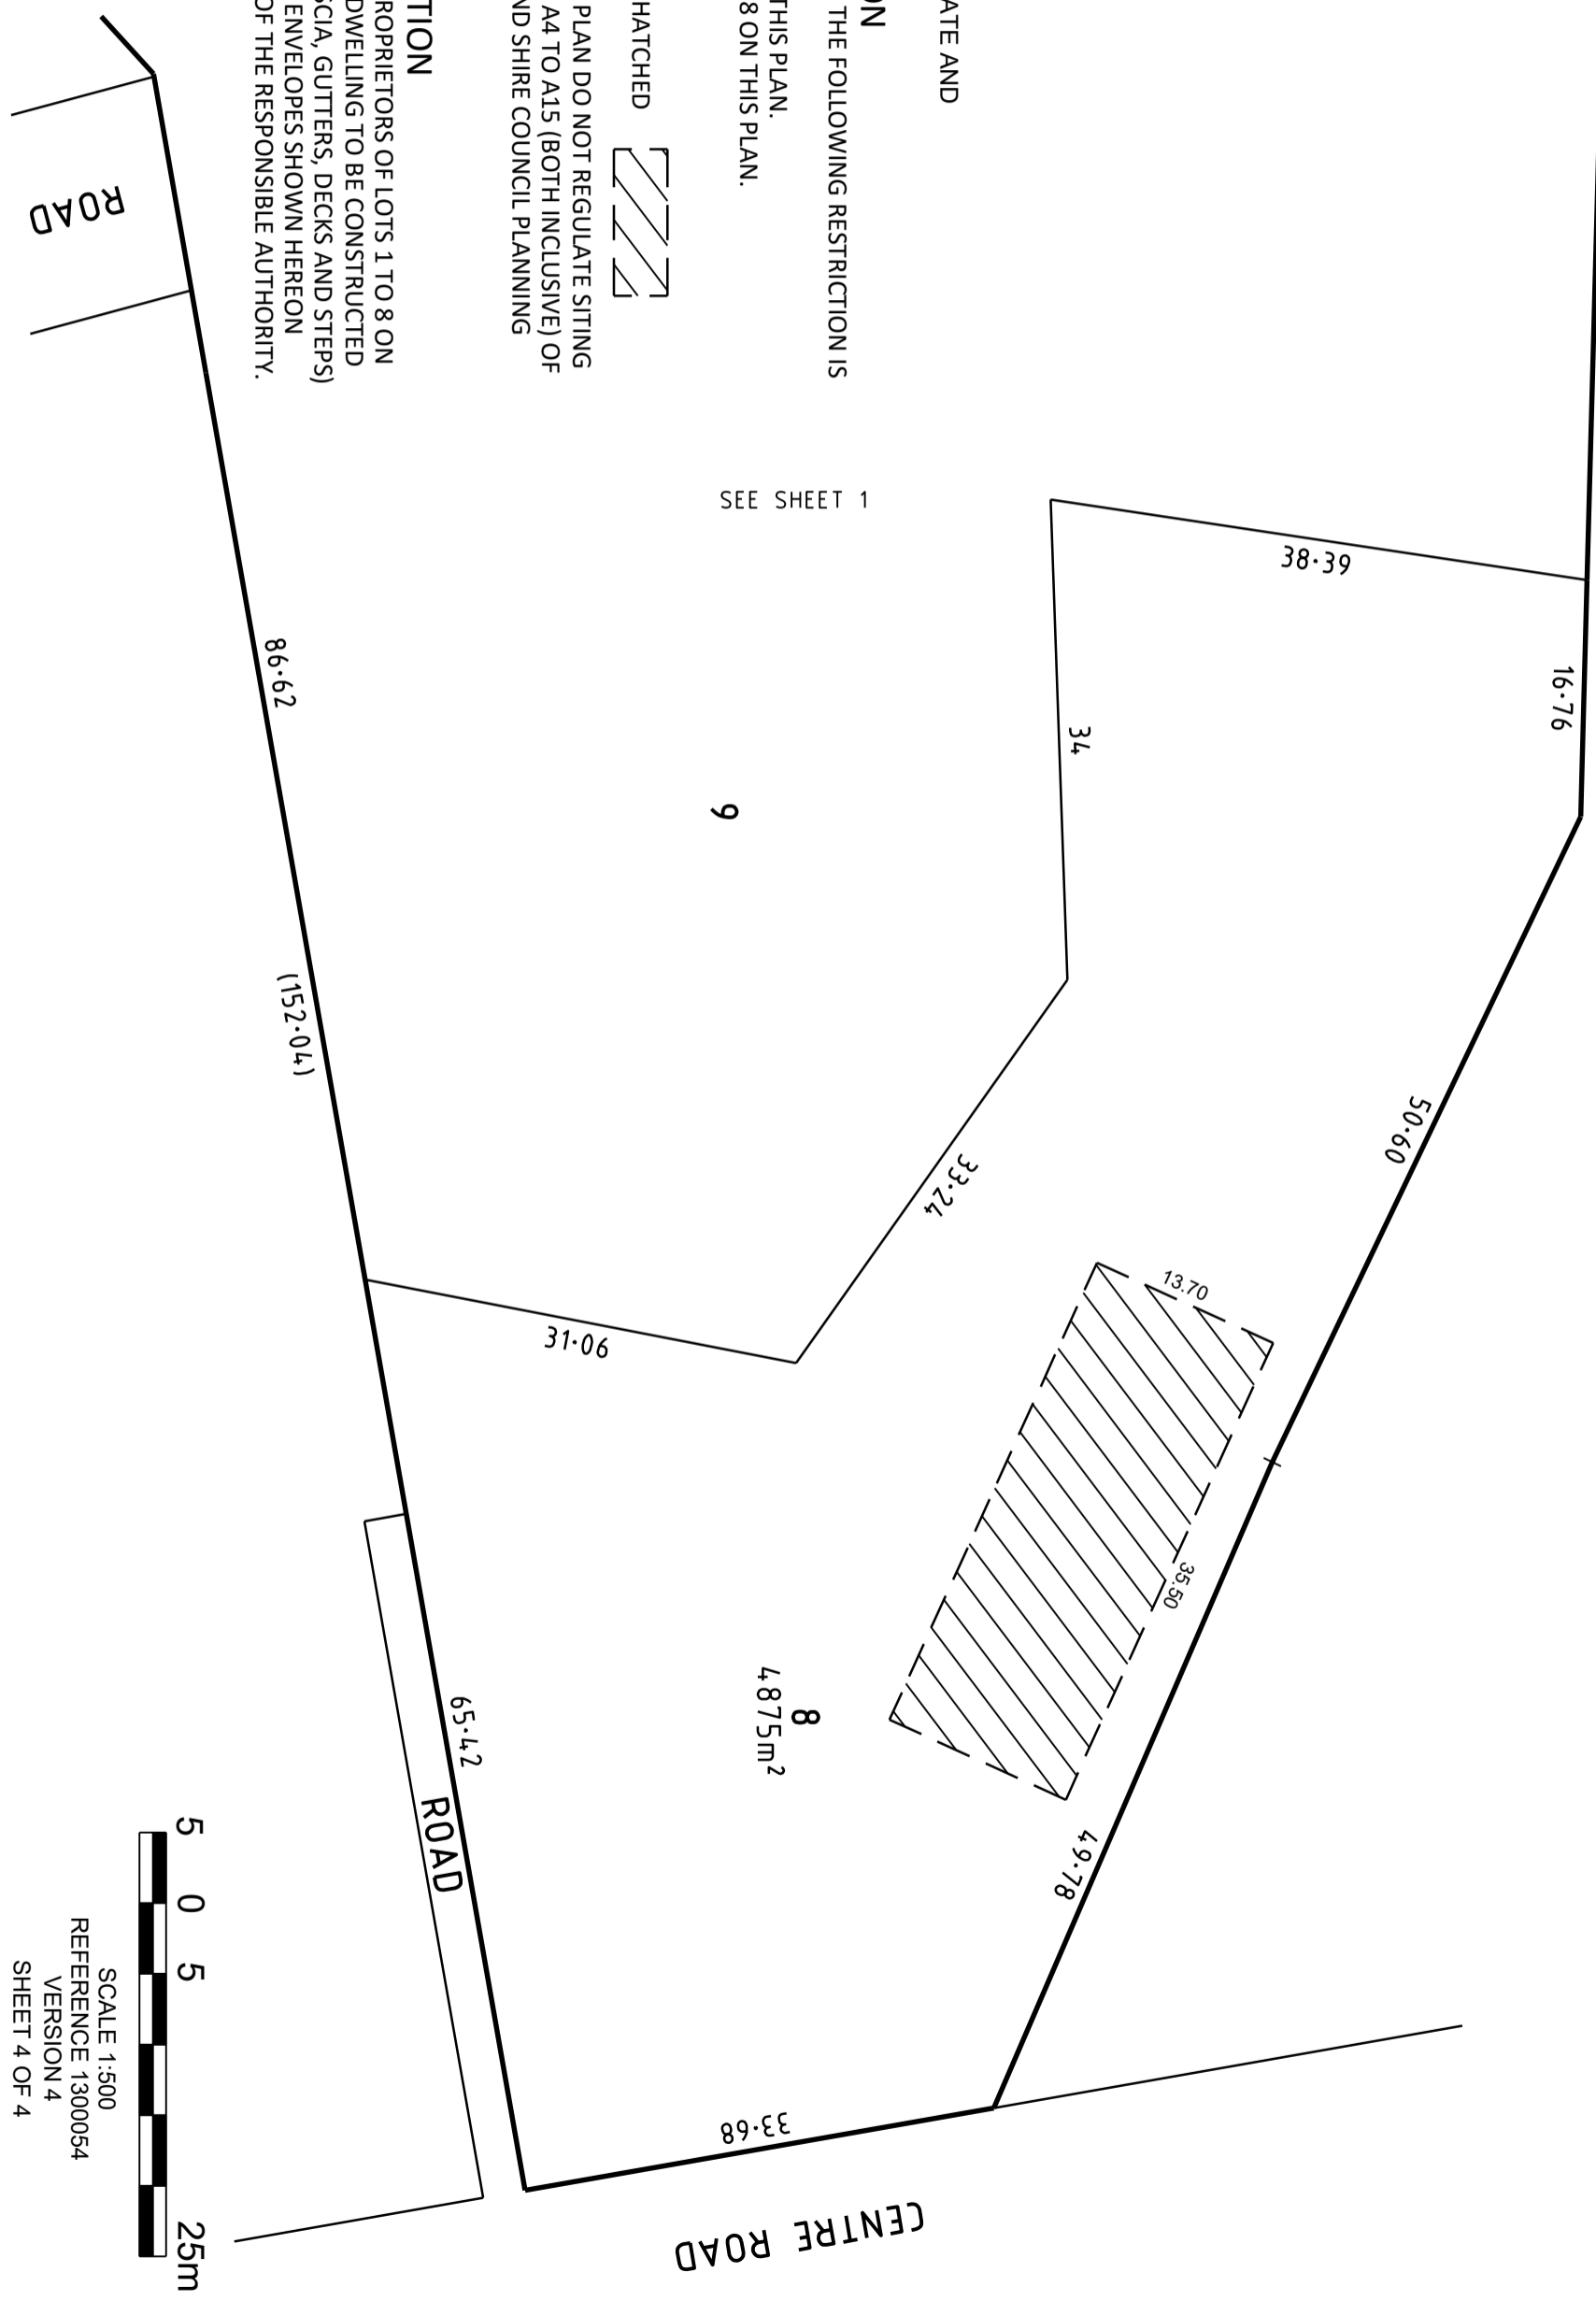 ATE AND
ON
THE FOLLOWING RESTRICTION IS
THIS PLAN.
8 ON THIS PLAN.
HATCHED
PLAN DO NOT REGULATE SITING
A4 TO A15 (BOTH INCLUSIVE) OF
ND SHIRE COUNCIL PLANNING
TION
ROPRIETORS OF LOTS 1 TO 8 ON
DWELLING TO BE CONSTRUCTED
SCIA, GUTTERS, DECKS AND STEPS)
ENVELOPES SHOWN HEREON
OF THE RESPONSIBLE AUTHORITY.
ROAD
SEE SHEET 1
38·39
16·76
34
86·62
9
(152·04)
50·60
33·24
13.70
31·06
35.50
8
4875m²
65·42
49·78
ROAD
33·68
CENTRE ROAD
5 0 5 25m
SCALE 1:500
REFERENCE 1300054
VERSION 4
SHEET 4 OF 4